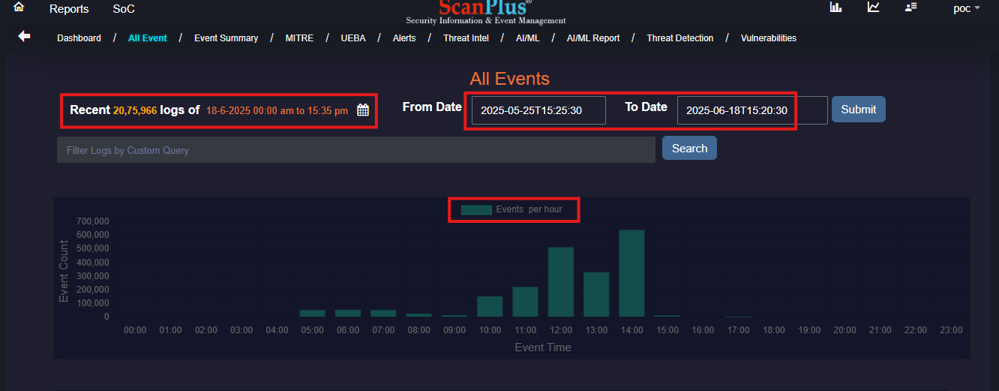 Reports SoC
ScanPlus®
Security Information & Event Management
poc
Dashboard / All Event / Event Summary / MITRE / UEBA / Alerts / Threat Intel / AI/ML / AI/ML Report / Threat Detection / Vulnerabilities
All Events
Recent 20,75,966 logs of 18-6-2025 00:00 am to 15:35 pm
From Date 2025-05-25T15:25:30 To Date 2025-06-18T15:20:30 Submit
Filter Logs by Custom Query Search
Events per hour
700,000
600,000
500,000
400,000
300,000
200,000
100,000
0
Event Count
00:00 01:00 02:00 03:00 04:00 05:00 06:00 07:00 08:00 09:00 10:00 11:00 12:00 13:00 14:00 15:00 16:00 17:00 18:00 19:00 20:00 21:00 22:00 23:00
Event Time